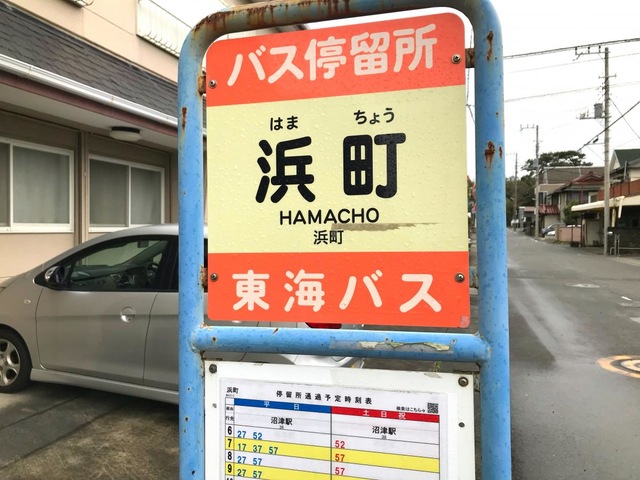 バス停留所
はま ちょう
浜町
HAMACHO
浜町
東海バス
浜町
停留所通過予定時刻表
平日 土日祝
沼津駅 沼津駅
6 27 52
7 17 37 57 52
8 27 57 57
9 27 57 57